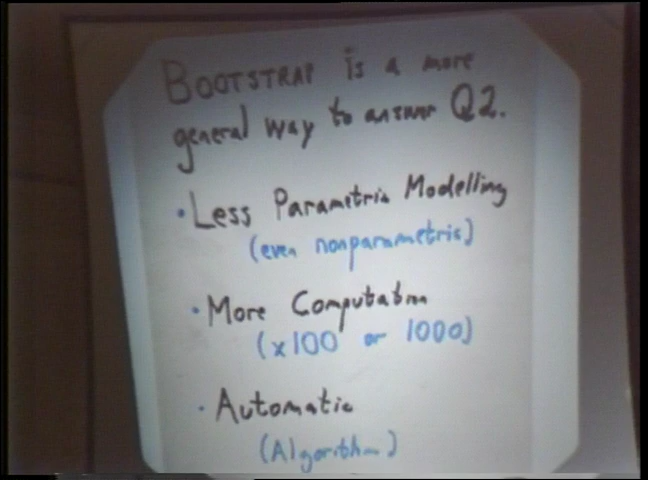 BOOTSTRAP is a more
general way to answer Q2.
• Less Parametric Modelling
(even nonparametric)
• More Computation
(x100 or 1000)
• Automatic
(Algorithm)